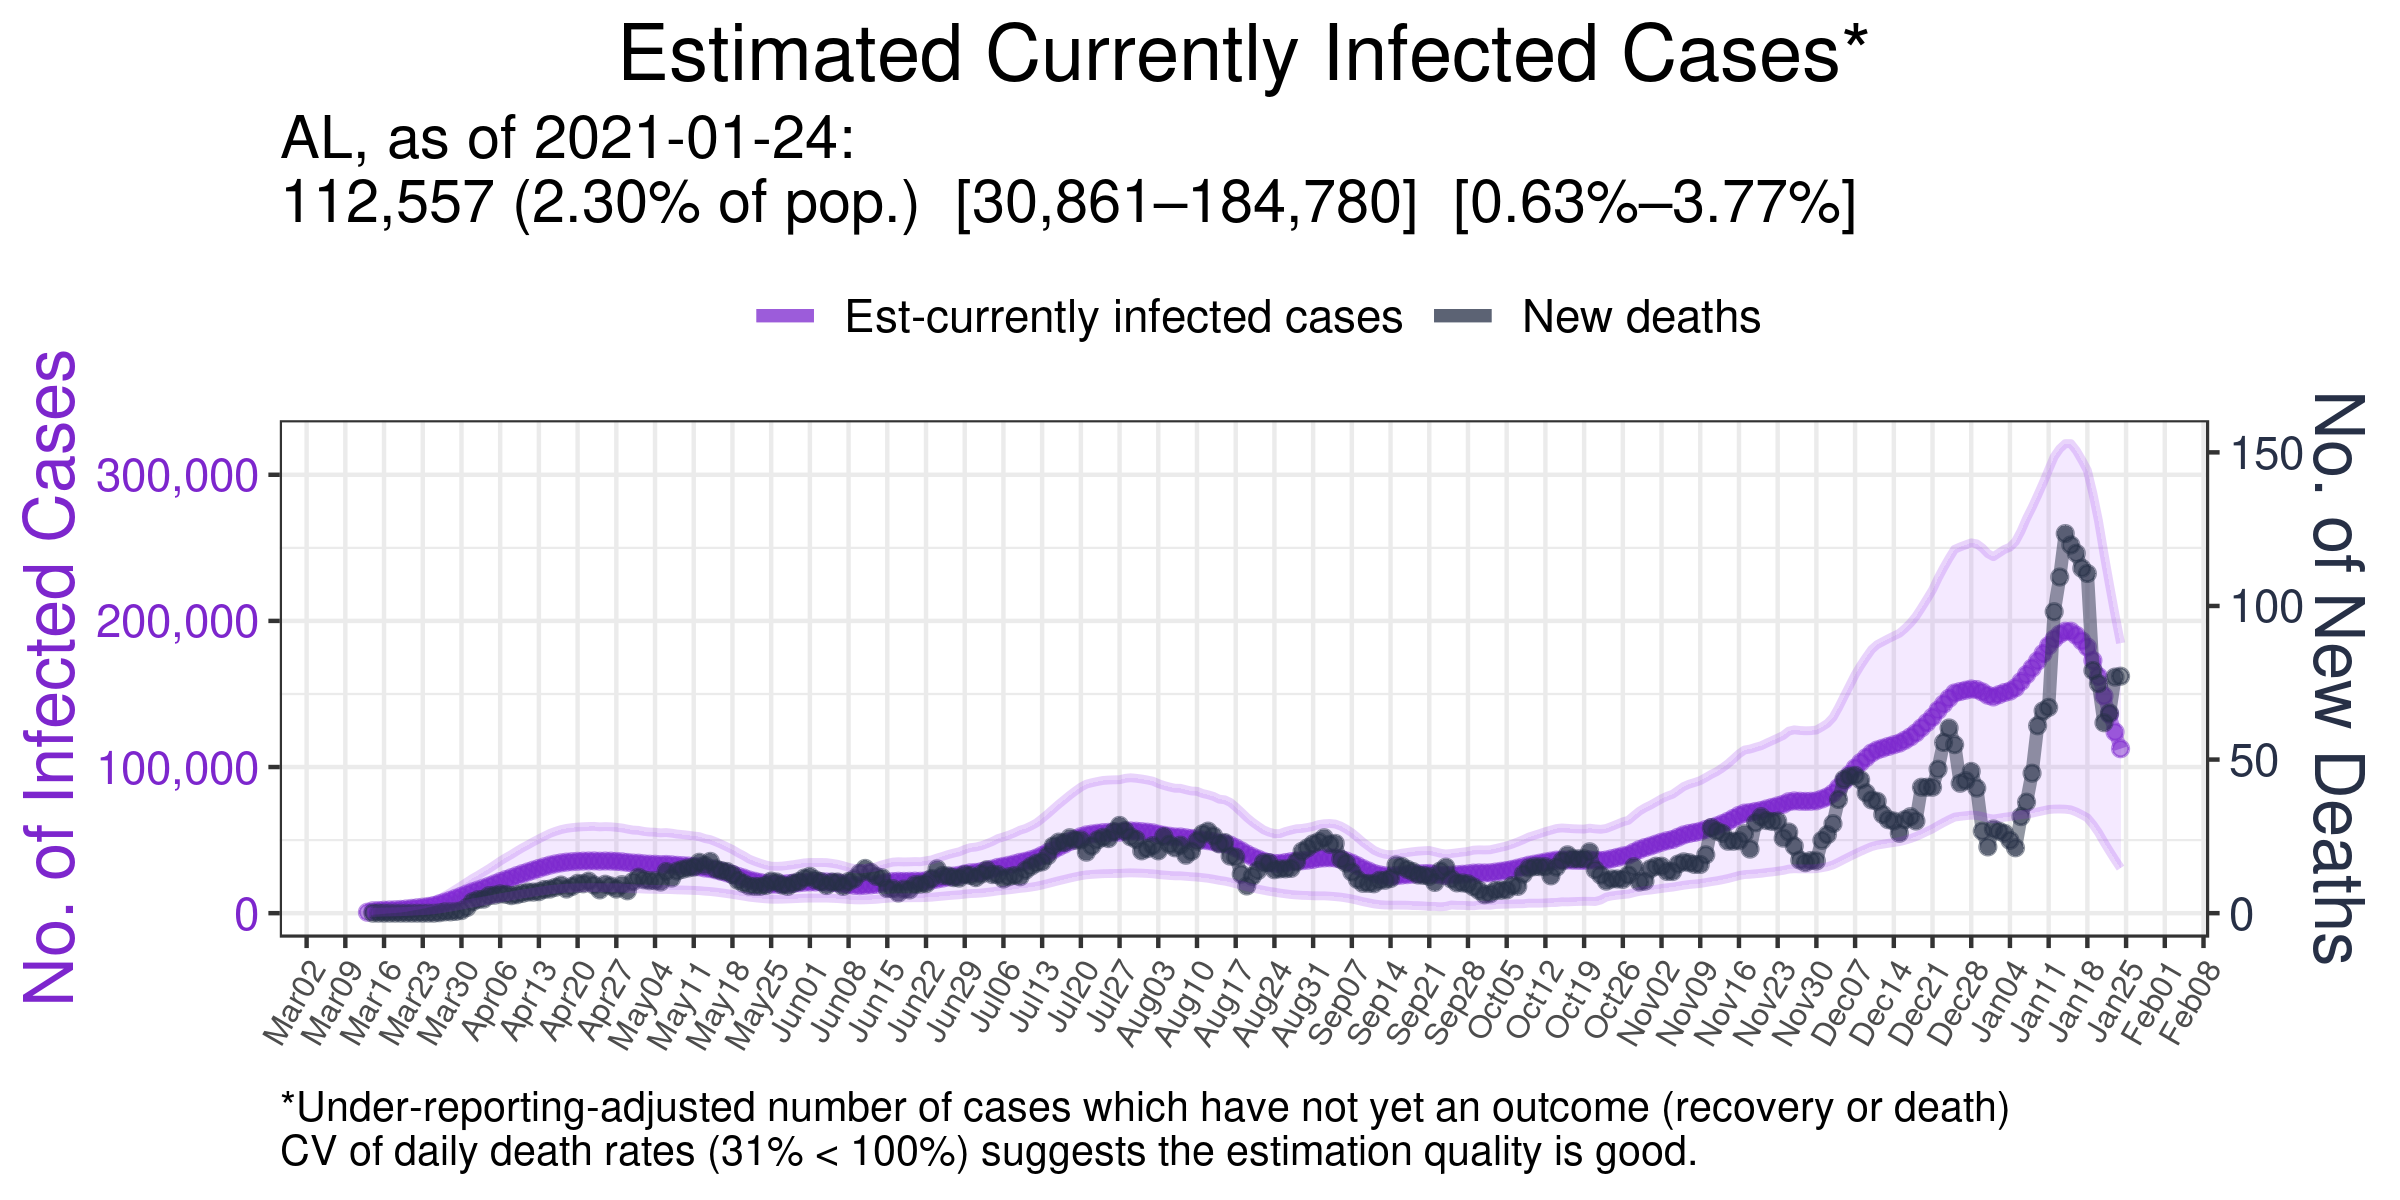 Estimated Currently Infected Cases*
AL, as of 2021-01-24:
112,557 (2.30% of pop.) [30,861–184,780] [0.63%–3.77%]
Est-currently infected cases
New deaths
No. of Infected Cases
300,000
200,000
100,000
0
150
100
50
0
No. of New Deaths
Mar02
Mar09
Mar16
Mar23
Mar30
Apr06
Apr13
Apr20
Apr27
May04
May11
May18
May25
Jun01
Jun08
Jun15
Jun22
Jun29
Jul06
Jul13
Jul20
Jul27
Aug03
Aug10
Aug17
Aug24
Aug31
Sep07
Sep14
Sep21
Sep28
Oct05
Oct12
Oct19
Oct26
Nov02
Nov09
Nov16
Nov23
Nov30
Dec07
Dec14
Dec21
Dec28
Jan04
Jan11
Jan18
Jan25
Feb01
Feb08
*Under-reporting-adjusted number of cases which have not yet an outcome (recovery or death)
CV of daily death rates (31% < 100%) suggests the estimation quality is good.